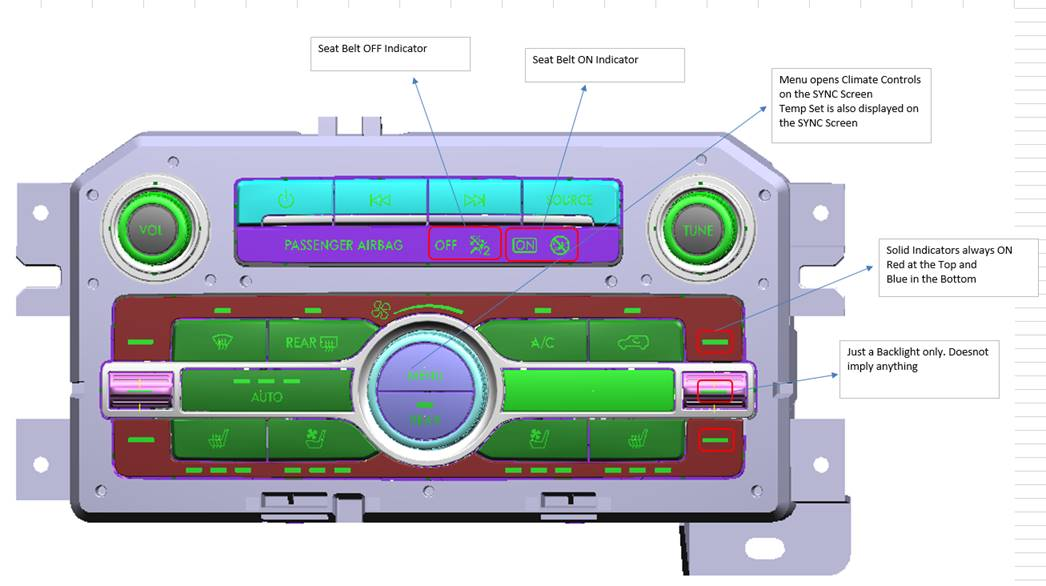 Seat Belt OFF Indicator
Seat Belt ON Indicator
Menu opens Climate Controls
on the SYNC Screen
Temp Set is also displayed on
the SYNC Screen
SOURCE
VOL
TUNE
PASSENGER AIRBAG OFF 2 ON
Solid Indicators always ON
Red at the Top and
Blue in the Bottom
REAR
A/C
Just a Backlight only. Doesnot
imply anything
AUTO